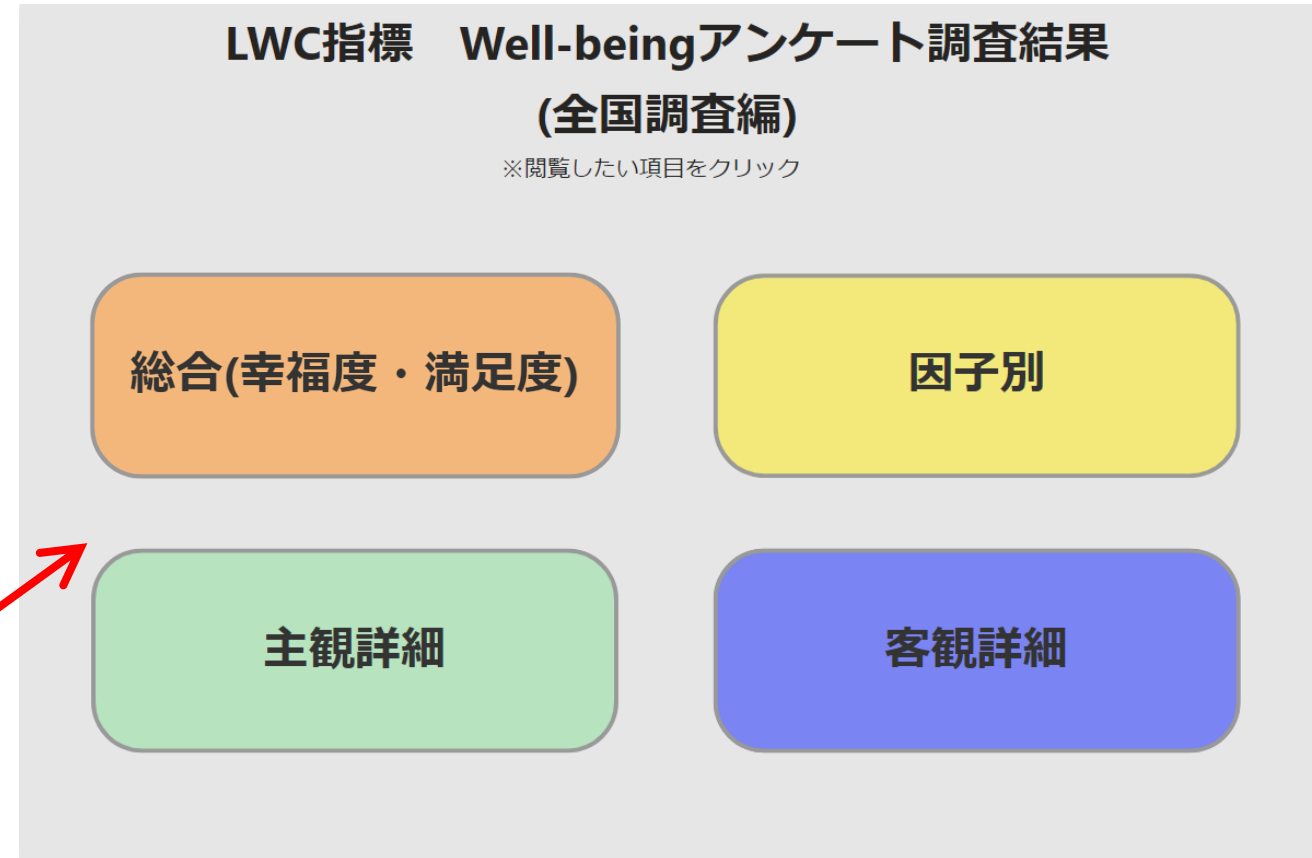 LWC指標　Well-beingアンケート調査結果
(全国調査編)
※閲覧したい項目をクリック
総合(幸福度・満足度)
因子別
主観詳細
客観詳細